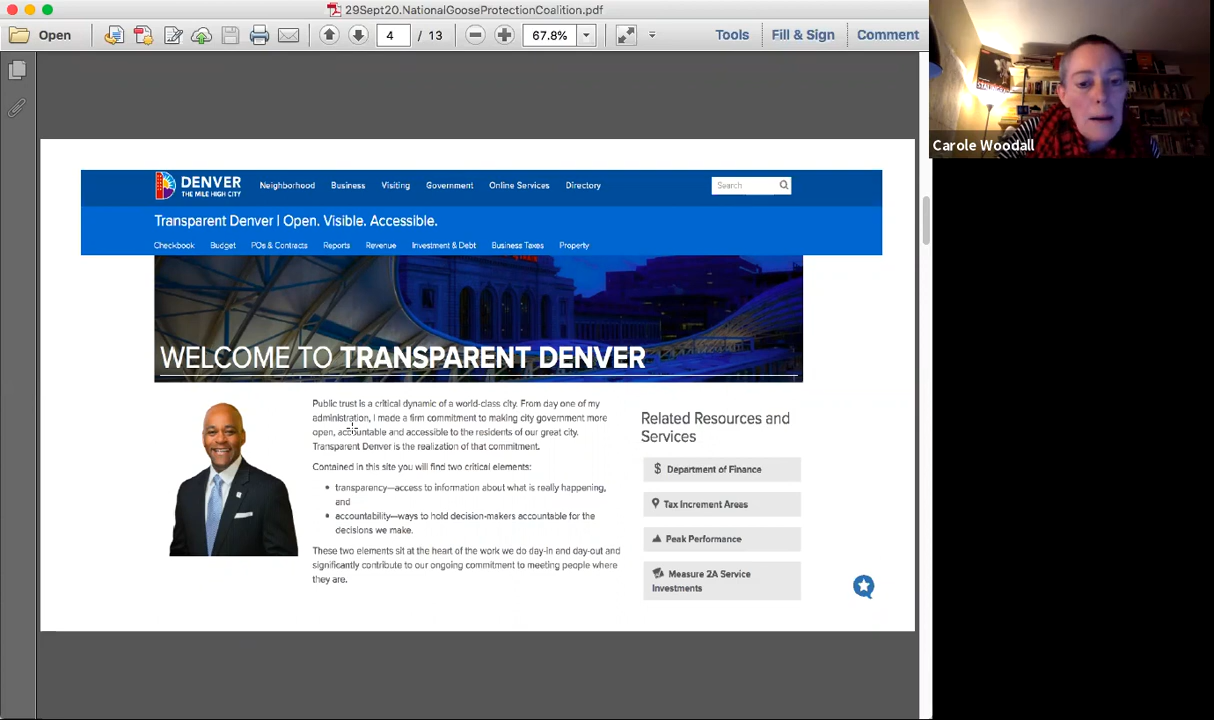 29Sept20.NationalGooseProtectionCoalition.pdf
Open
4 / 13
67.8%
Tools
Fill & Sign
Comment
Carole Woodall
DENVER
THE MILE HIGH CITY
Neighborhood
Business
Visiting
Government
Online Services
Directory
Search
Transparent Denver | Open. Visible. Accessible.
Checkbook
Budget
POs & Contracts
Reports
Revenue
Investment & Debt
Business Taxes
Property
WELCOME TO TRANSPARENT DENVER
Public trust is a critical dynamic of a world-class city. From day one of my
administration, I made a firm commitment to making city government more
open, accountable and accessible to the residents of our great city.
Transparent Denver is the realization of that commitment.
Contained in this site you will find two critical elements:
• transparency—access to information about what is really happening,
and
• accountability—ways to hold decision-makers accountable for the
decisions we make.
These two elements sit at the heart of the work we do day-in and day-out and
significantly contribute to our ongoing commitment to meeting people where
they are.
Related Resources and
Services
$ Department of Finance
Tax Increment Areas
Peak Performance
Measure 2A Service
Investments